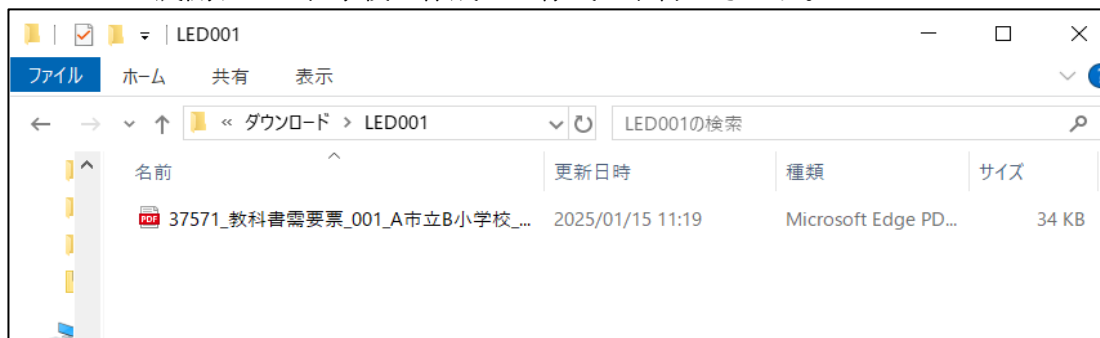 LED001
ファイル ホーム 共有 表示
« ダウンロード > LED001
LED001の検索
名前 更新日時 種類 サイズ
PDF 37571_教科書需要票_001_A市立B小学校_... 2025/01/15 11:19 Microsoft Edge PD... 34 KB